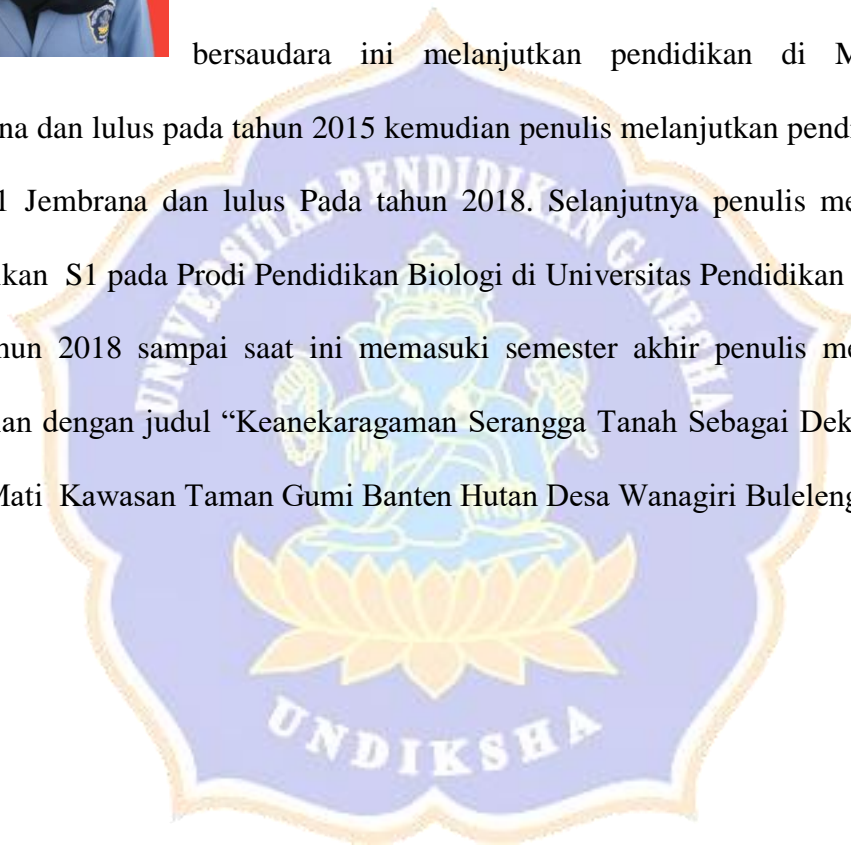 bersaudara ini melanjutkan pendidikan di M
na dan lulus pada tahun 2015 kemudian penulis melanjutkan pend
1 Jembrana dan lulus Pada tahun 2018. Selanjutnya penulis me
kan S1 pada Prodi Pendidikan Biologi di Universitas Pendidikan
hun 2018 sampai saat ini memasuki semester akhir penulis me
an dengan judul “Keanekaragaman Serangga Tanah Sebagai Dek
Mati Kawasan Taman Gumi Banten Hutan Desa Wanagiri Buleleng
UNIVERSITAS PENDIDIKAN GANESHA
UNDIKSHA